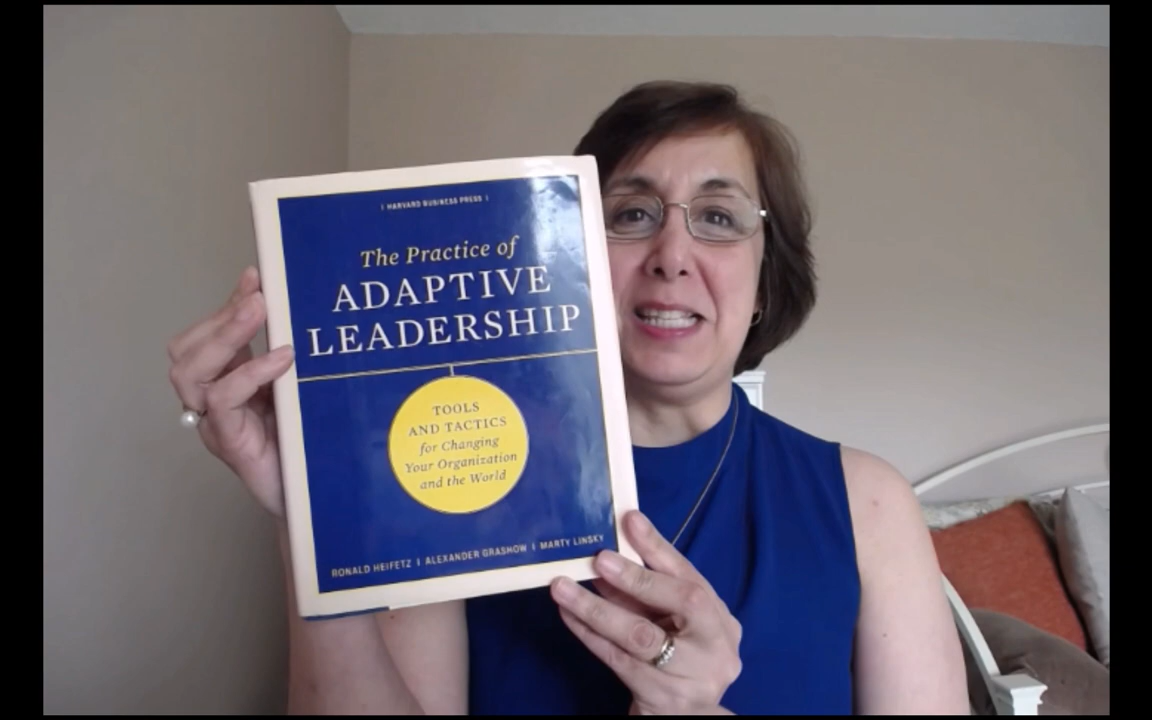 | HARVARD BUSINESS PRESS |
The Practice of
ADAPTIVE
LEADERSHIP
TOOLS
AND TACTICS
for Changing
Your Organization
and the World
RONALD HEIFETZ | ALEXANDER GRASHOW | MARTY LINSKY